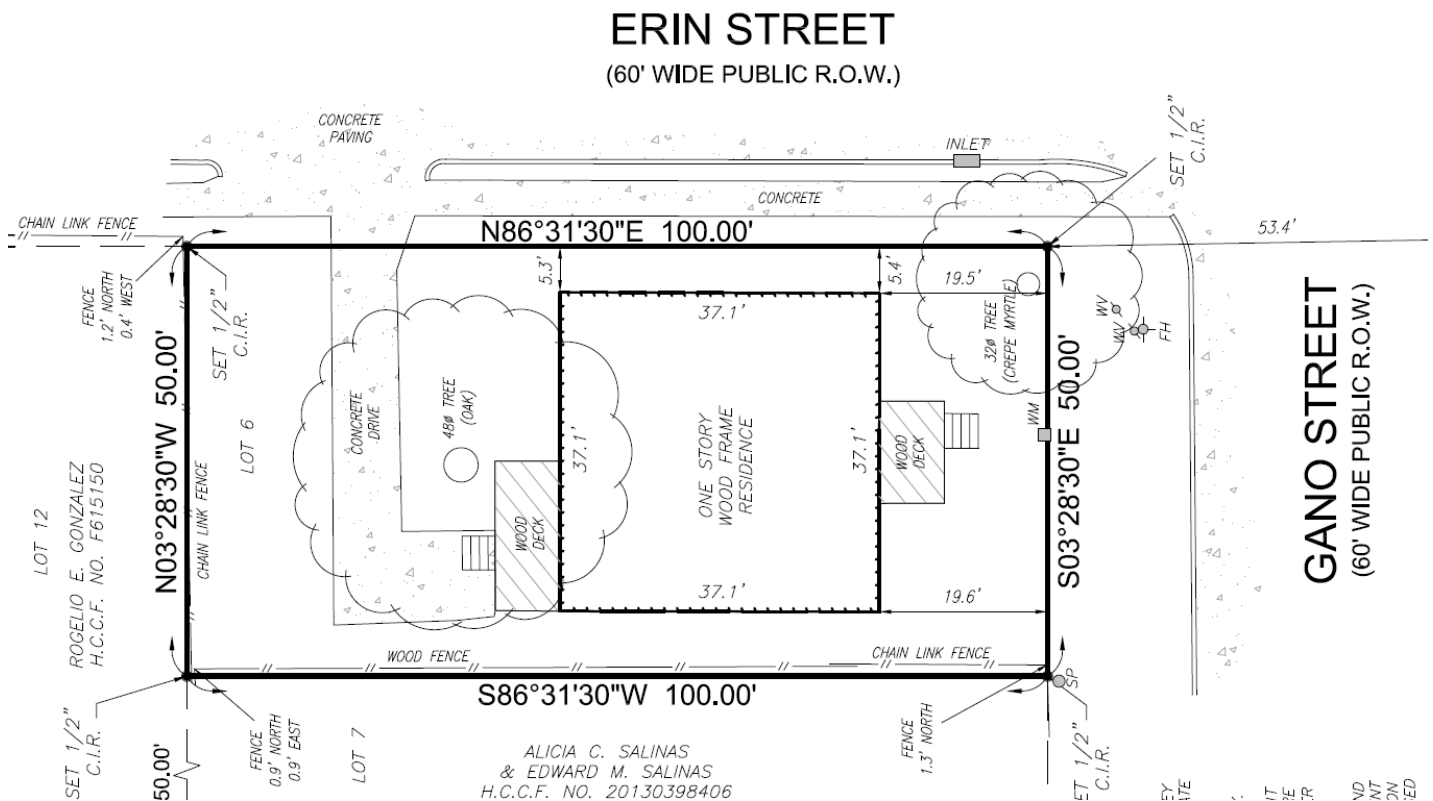 ERIN STREET
(60' WIDE PUBLIC R.O.W.)
CONCRETE
PAVING
INLET
SET 1/2"
C.I.R.
CONCRETE
CHAIN LINK FENCE
N86°31'30"E 100.00'
53.4'
FENCE
1.2' NORTH
0.4' WEST
SET 1/2"
C.I.R.
5.3'
5.4'
19.5'
37.1'
32ø TREE
(CREPE MYRTLE)
WV
WV
FH
GANO STREET
(60' WIDE PUBLIC R.O.W.)
N03°28'30"W 50.00'
S03°28'30"E 50.00'
LOT 6
CONCRETE
DRIVE
48ø TREE
(OAK)
37.1'
ONE STORY
WOOD FRAME
RESIDENCE
37.1'
WOOD
DECK
WM
LOT 12
ROGELIO E. GONZALEZ
H.C.C.F. NO. F615150
CHAIN LINK FENCE
WOOD
DECK
37.1'
19.6'
WOOD FENCE
CHAIN LINK FENCE
SP
S86°31'30"W 100.00'
SET 1/2"
C.I.R.
50.00'
FENCE
0.9' NORTH
0.9' EAST
LOT 7
ALICIA C. SALINAS
& EDWARD M. SALINAS
H.C.C.F. NO. 20130398406
FENCE
1.3' NORTH
ET 1/2"
C.I.R.